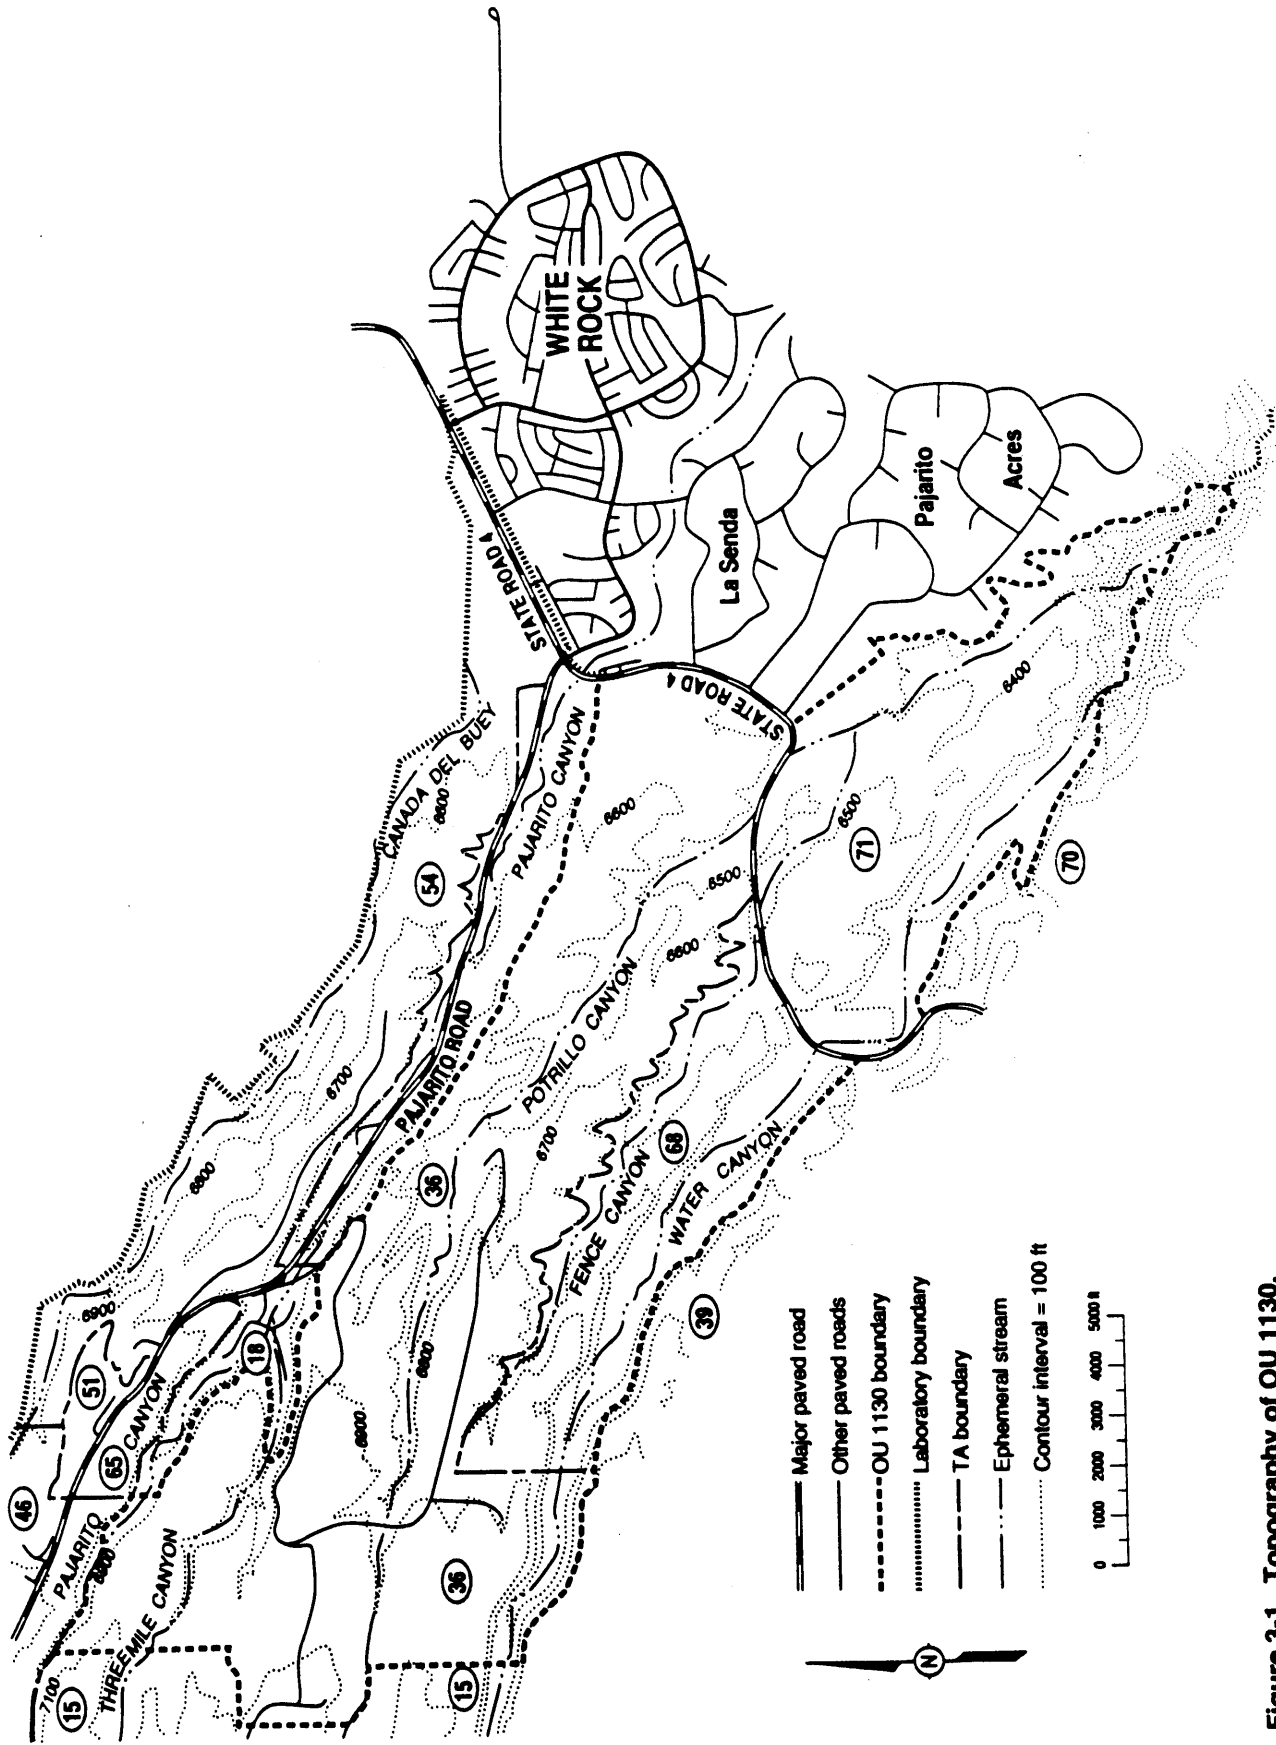 46
51
6900
65
PAJARITO CANYON
6800
THREEMILE CANYON
7100
15
18
6800
6700
CANADA DEL BUEY
6600
54
STATE ROAD 4
WHITE
ROCK
PAJARITO ROAD
PAJARITO CANYON
STATE ROAD 4
La Senda
Pajarito
Acres
36
6900
6800
36
15
POTRILLO CANYON
6700
6600
6500
6600
FENCE CANYON
68
WATER CANYON
39
71
6500
6400
70
Major paved road
Other paved roads
OU 1130 boundary
Laboratory boundary
TA boundary
Ephemeral stream
Contour interval = 100 ft
0 1000 2000 3000 4000 5000 ft
N
Figure 3-1. Topography of OU 1130.